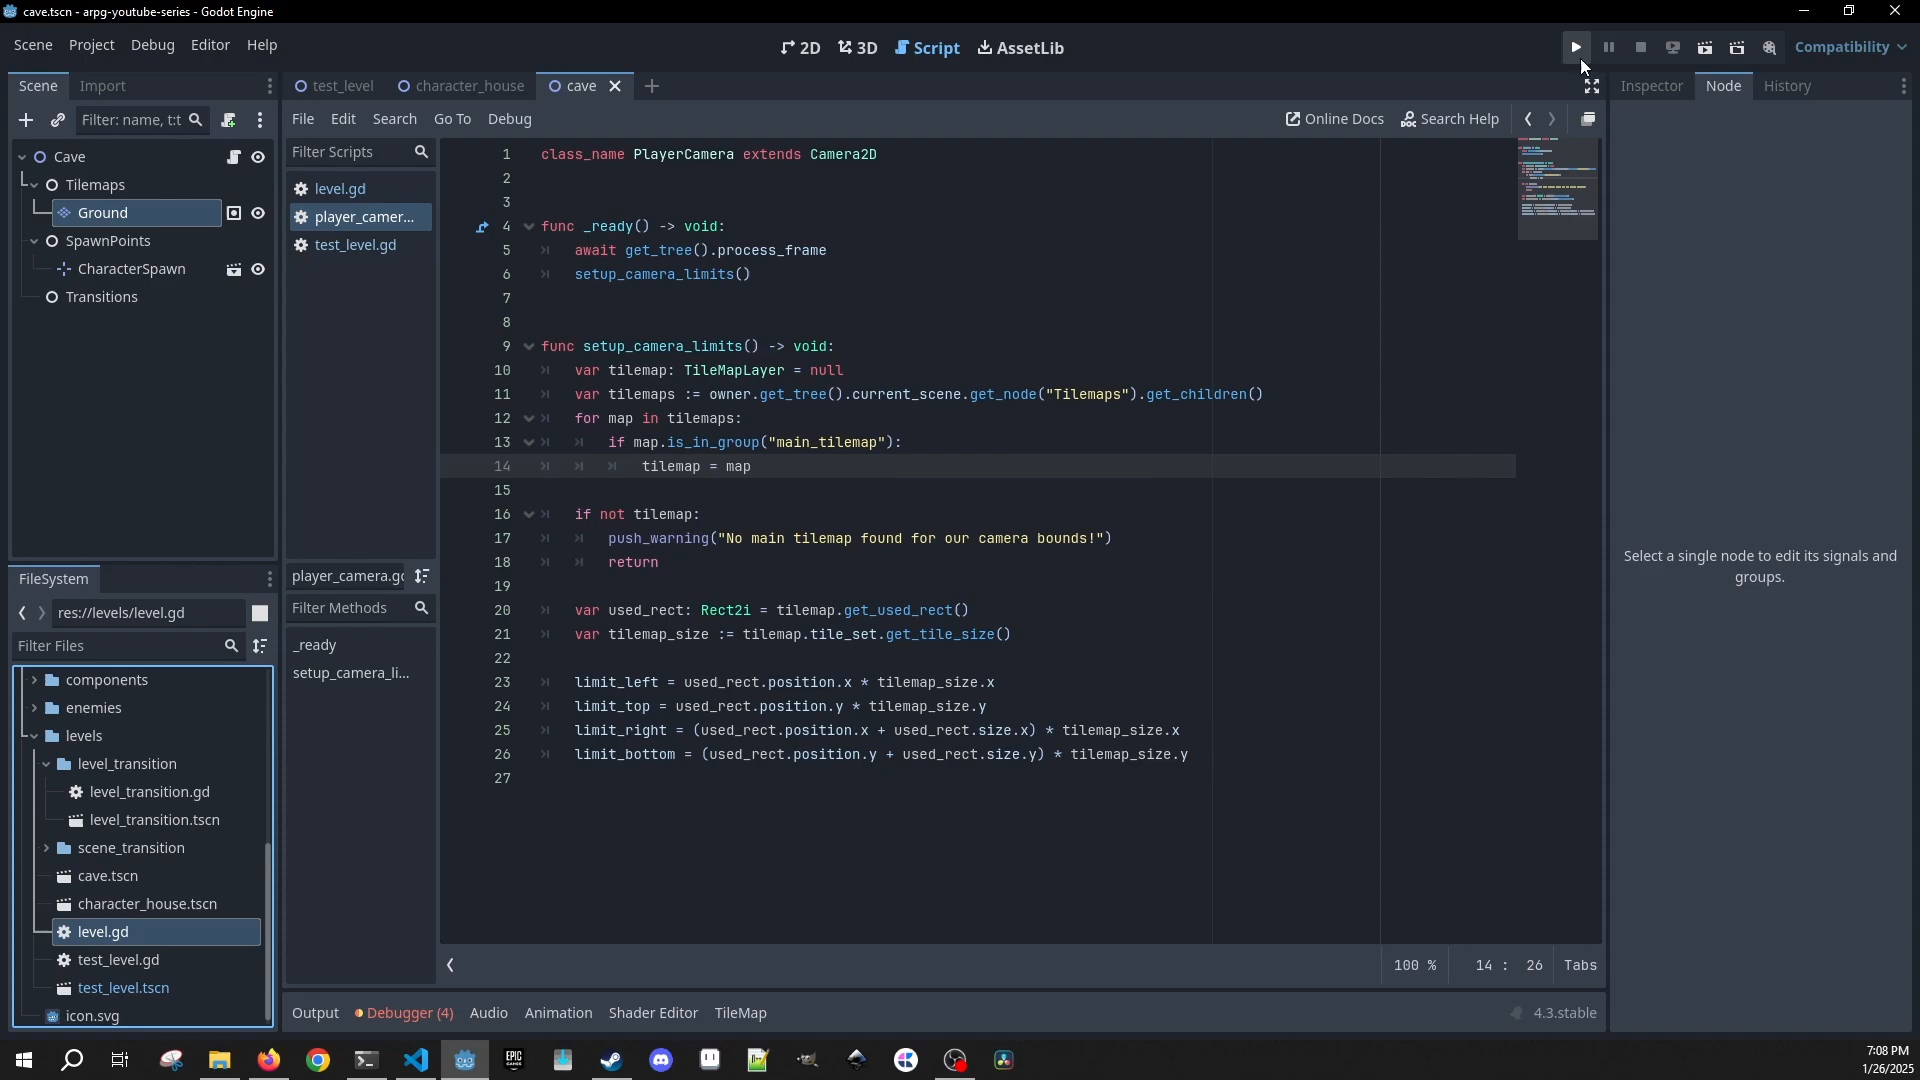 cave.tscn - arpg-youtube-series - Godot Engine
Scene Project Debug Editor Help
2D 3D Script AssetLib
Compatibility
Scene Import
test_level character_house cave
Inspector Node History
Filter: name, t:t
File Edit Search Go To Debug
Online Docs Search Help
Cave
Tilemaps
Ground
SpawnPoints
CharacterSpawn
Transitions
Filter Scripts
level.gd
player_camer...
test_level.gd
player_camera.gd
Filter Methods
_ready
setup_camera_li...
1 class_name PlayerCamera extends Camera2D
2
3
4 func _ready() -> void:
5 await get_tree().process_frame
6 setup_camera_limits()
7
8
9 func setup_camera_limits() -> void:
10 var tilemap: TileMapLayer = null
11 var tilemaps := owner.get_tree().current_scene.get_node("Tilemaps").get_children()
12 for map in tilemaps:
13 if map.is_in_group("main_tilemap"):
14 tilemap = map
15
16 if not tilemap:
17 push_warning("No main tilemap found for our camera bounds!")
18 return
19
20 var used_rect: Rect2i = tilemap.get_used_rect()
21 var tilemap_size := tilemap.tile_set.get_tile_size()
22
23 limit_left = used_rect.position.x * tilemap_size.x
24 limit_top = used_rect.position.y * tilemap_size.y
25 limit_right = (used_rect.position.x + used_rect.size.x) * tilemap_size.x
26 limit_bottom = (used_rect.position.y + used_rect.size.y) * tilemap_size.y
27
100 % 14 : 26 Tabs
Select a single node to edit its signals and
groups.
FileSystem
res://levels/level.gd
Filter Files
components
enemies
levels
level_transition
level_transition.gd
level_transition.tscn
scene_transition
cave.tscn
character_house.tscn
level.gd
test_level.gd
test_level.tscn
icon.svg
Output Debugger (4) Audio Animation Shader Editor TileMap
4.3.stable
EPIC GAMES
7:08 PM
1/26/2025